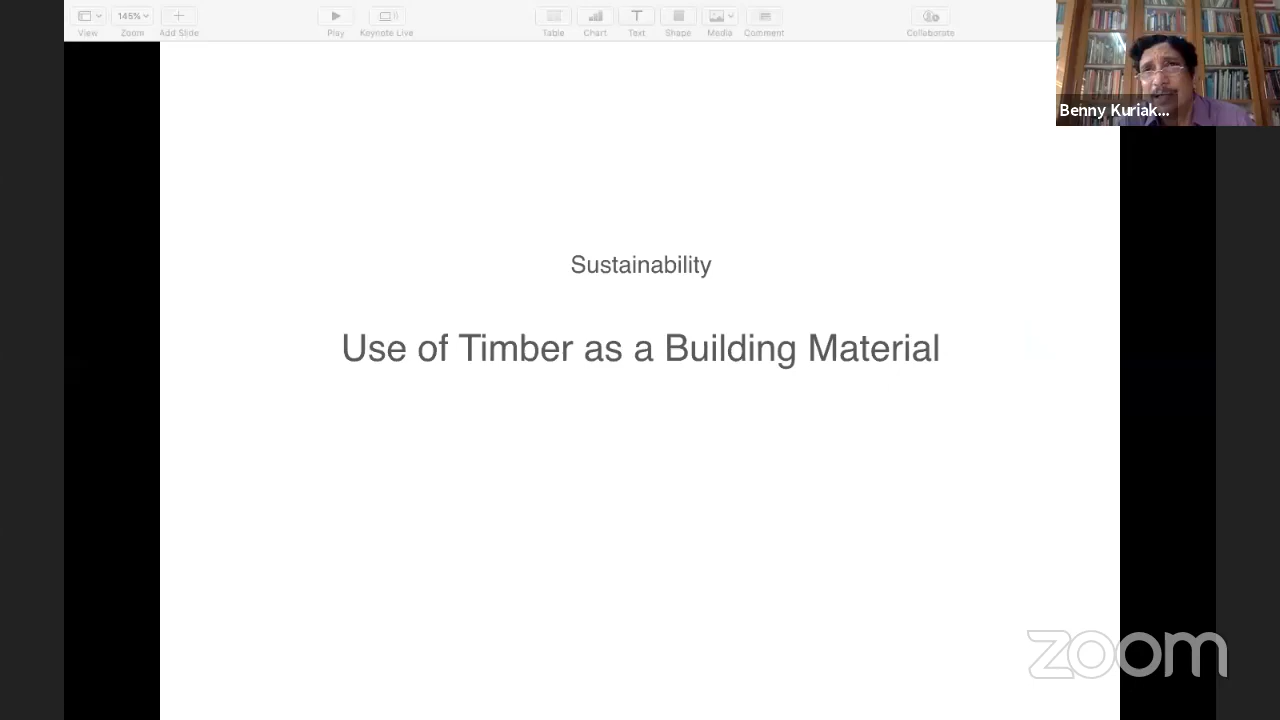 145%
View
Zoom
Add Slide
Play
Keynote Live
Table
Chart
Text
Shape
Media
Comment
Collaborate
Benny Kuriak...
Sustainability
Use of Timber as a Building Material
zoom